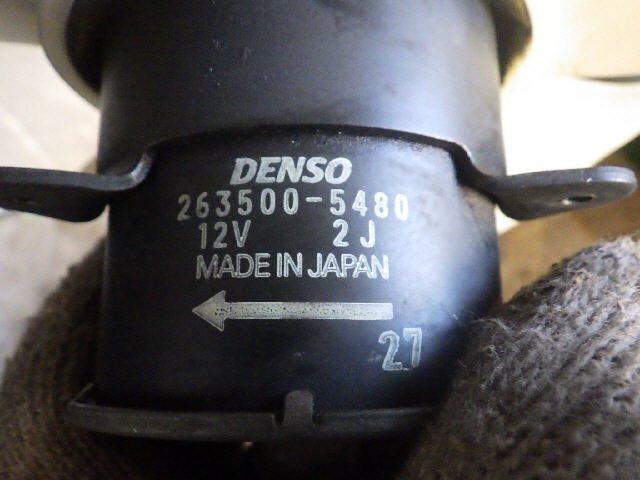 DENSO
263500-5480
12V 2J
MADE IN JAPAN
27